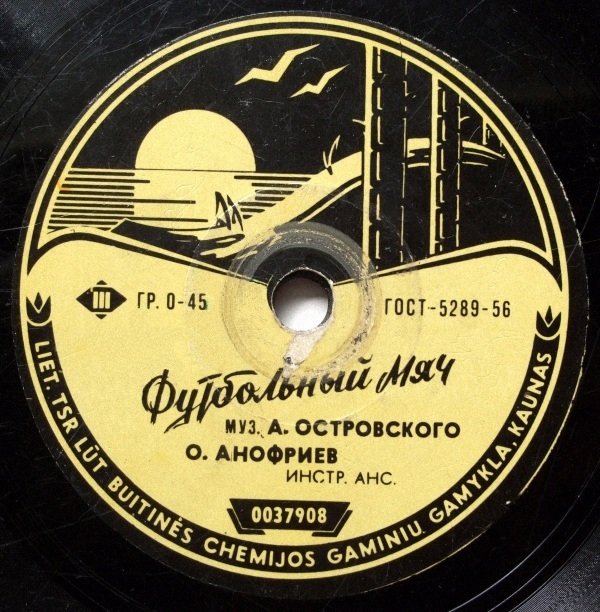 Ш
ГР. 0-45
ГОСТ-5289-56
Футбольный мяч
МУЗ. А. ОСТРОВСКОГО
О. АНОФРИЕВ
ИНСТР. АНС.
0037908
LIET. TSR LŪT BUITINĖS CHEMIJOS GAMINIŲ GAMYKLA, KAUNAS